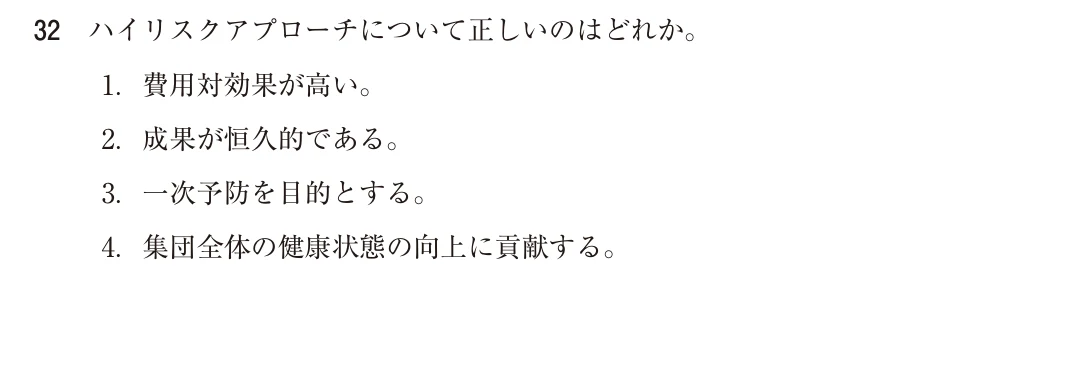 32 ハイリスクアプローチについて正しいのはどれか。
1. 費用対効果が高い。
2. 成果が恒久的である。
3. 一次予防を目的とする。
4. 集団全体の健康状態の向上に貢献する。